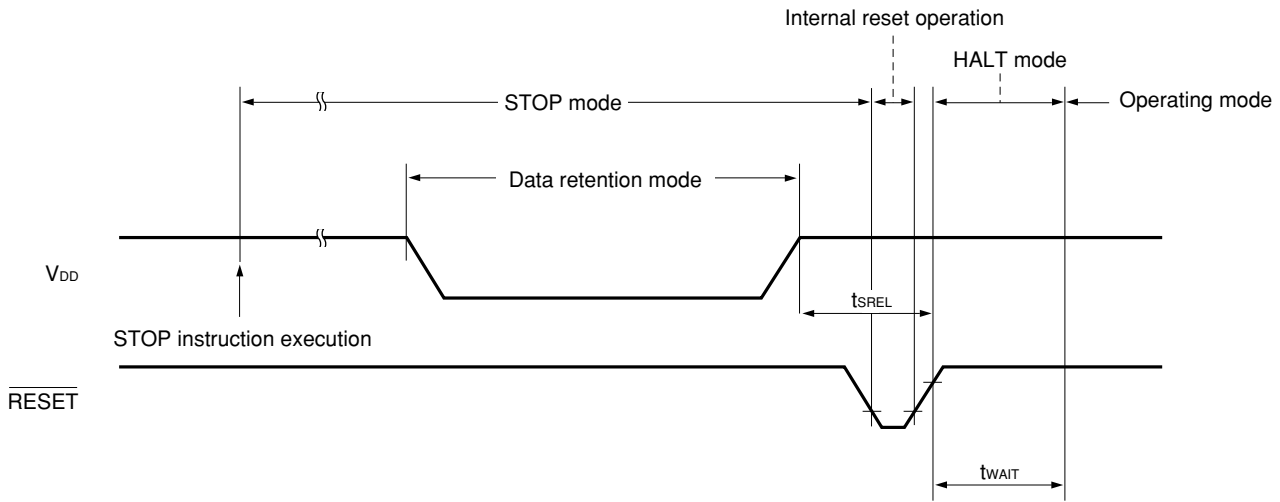 Internal reset operation
HALT mode
STOP mode
Operating mode
Data retention mode
VDD
tSREL
STOP instruction execution
RESET
tWAIT